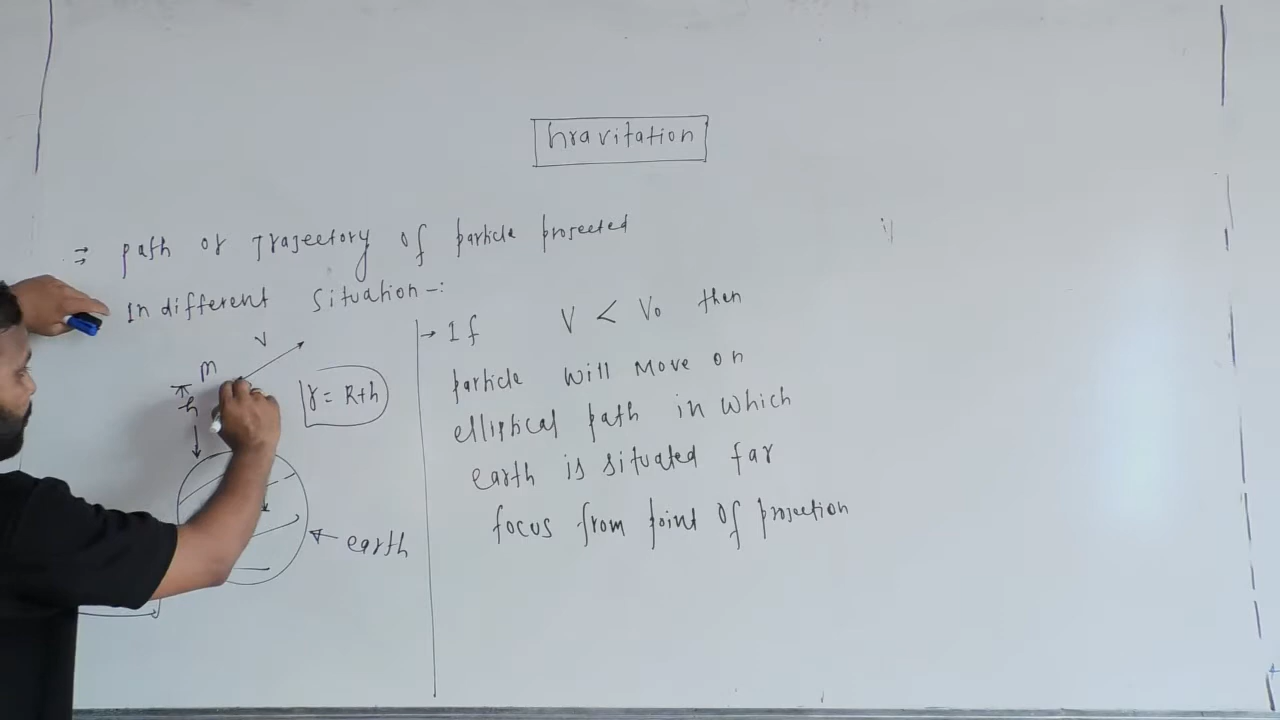 Gravitation
⇒ path or Trajectory of particle projected
In different situation -:
→ If V < V₀ then
particle will move on
elliptical path in which
earth is situated far
focus from point of projection
V
m
h
r = R+h
earth